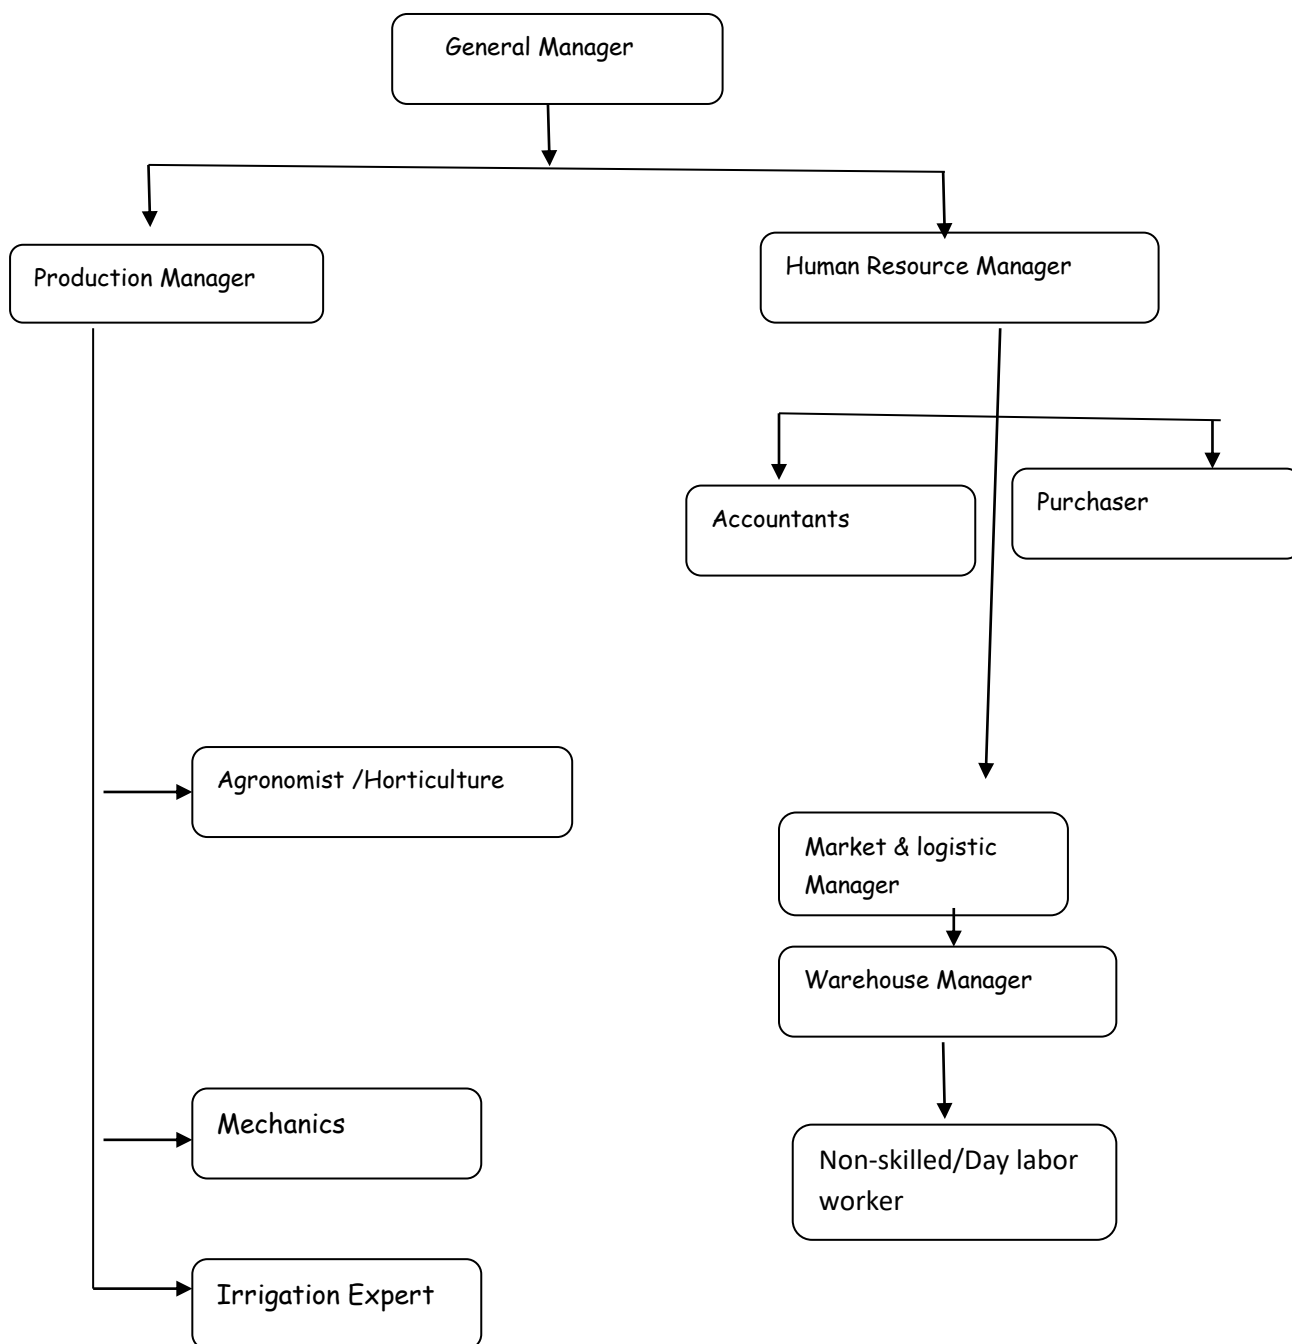 General Manager
Production Manager
Human Resource Manager
Accountants
Purchaser
Agronomist /Horticulture
Market & logistic
Manager
Warehouse Manager
Mechanics
Non-skilled/Day labor
worker
Irrigation Expert